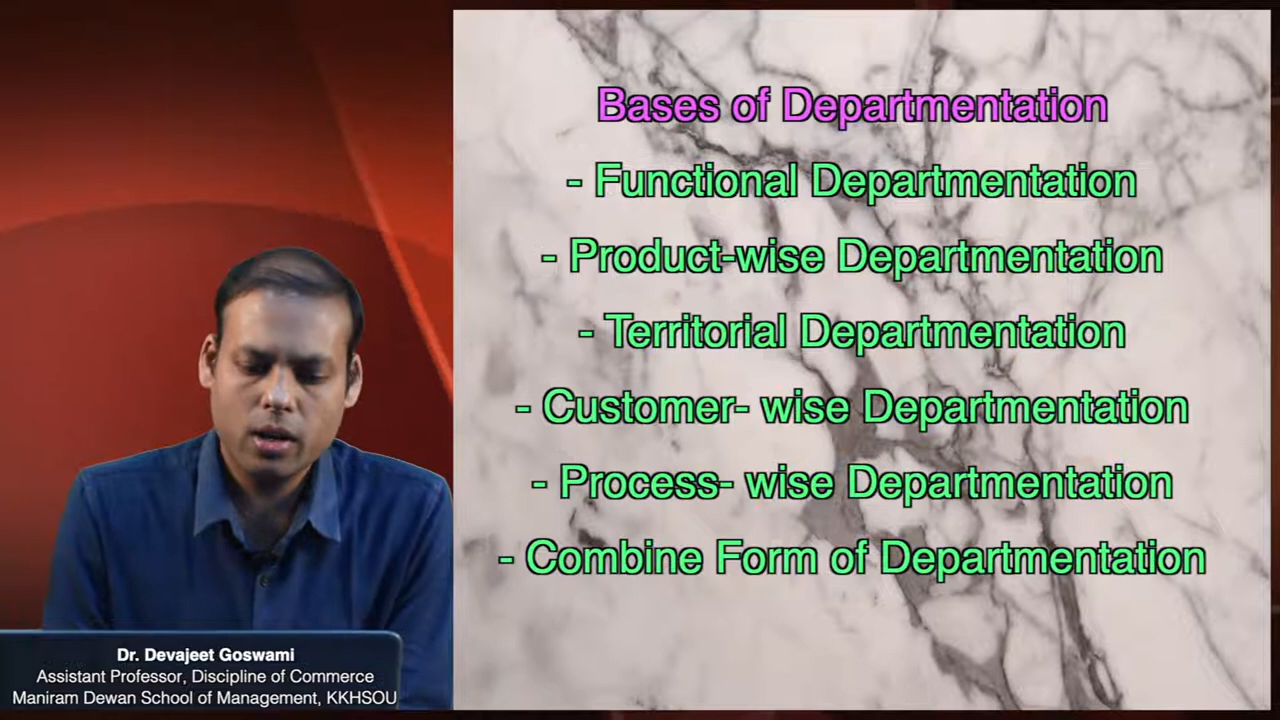 Bases of Departmentation
- Functional Departmentation
- Product-wise Departmentation
- Territorial Departmentation
- Customer- wise Departmentation
- Process- wise Departmentation
- Combine Form of Departmentation
Dr. Devajeet Goswami
Assistant Professor, Discipline of Commerce
Maniram Dewan School of Management, KKHSOU